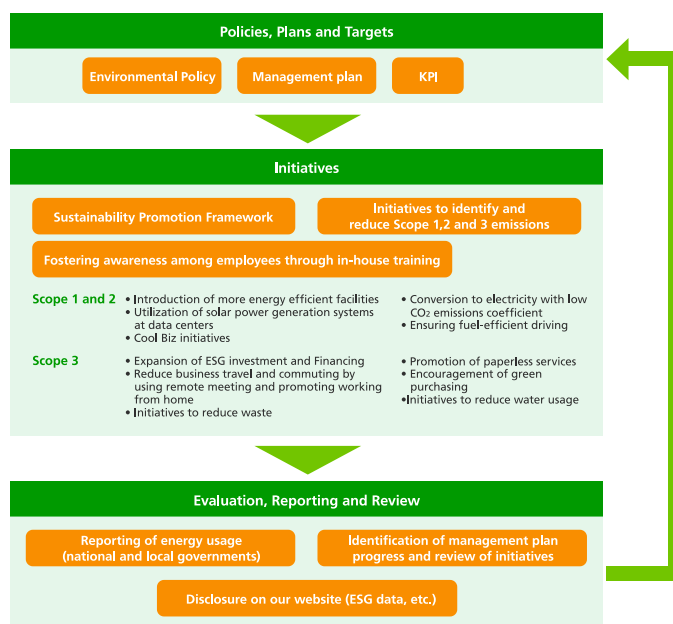 Policies, Plans and Targets
Environmental Policy
Management plan
KPI
Initiatives
Sustainability Promotion Framework
Initiatives to identify and
reduce Scope 1,2 and 3 emissions
Fostering awareness among employees through in-house training
Scope 1 and 2
• Introduction of more energy efficient facilities
• Utilization of solar power generation systems
at data centers
• Cool Biz initiatives
• Conversion to electricity with low
CO₂ emissions coefficient
• Ensuring fuel-efficient driving
Scope 3
• Expansion of ESG investment and Financing
• Reduce business travel and commuting by
using remote meeting and promoting working
from home
• Initiatives to reduce waste
• Promotion of paperless services
• Encouragement of green
purchasing
•Initiatives to reduce water usage
Evaluation, Reporting and Review
Reporting of energy usage
(national and local governments)
Identification of management plan
progress and review of initiatives
Disclosure on our website (ESG data, etc.)